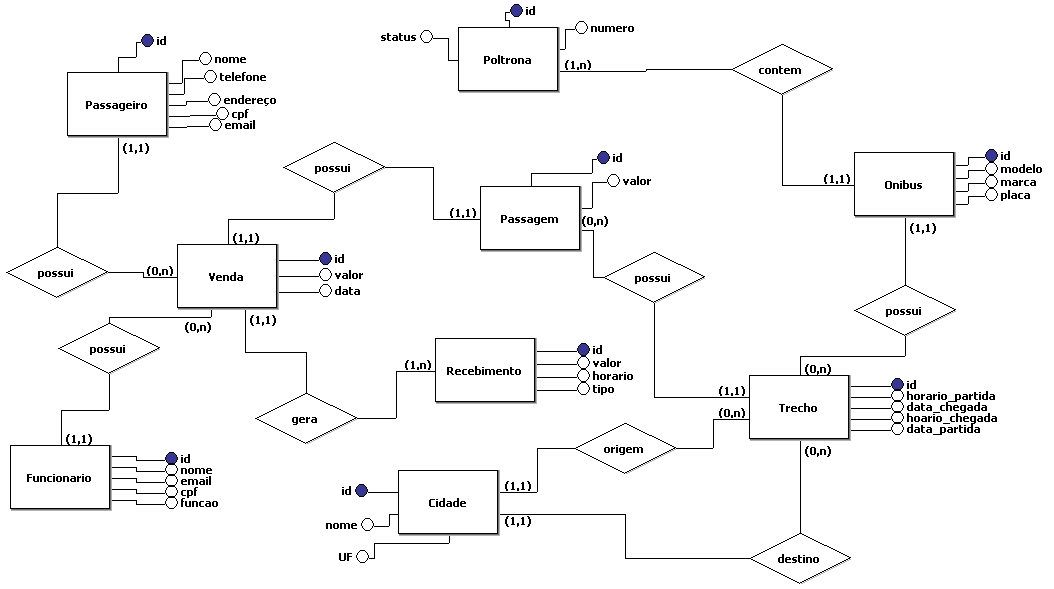 id
status
numero
Poltrona
(1,n)
contem
id
nome
telefone
Passageiro
endereço
cpf
email
(1,1)
possui
id
valor
Passagem
(1,1)
(0,n)
id
modelo
Onibus
marca
placa
(1,1)
(1,1)
(1,1)
possui
(0,n)
Venda
id
valor
data
possui
(0,n)
(1,1)
possui
possui
(1,n)
Recebimento
id
valor
horario
tipo
gera
(0,n)
(1,1)
(0,n)
Trecho
id
horario_partida
data_chegada
hoario_chegada
data_partida
(0,n)
(1,1)
Funcionario
id
nome
email
cpf
funcao
origem
id
nome
UF
Cidade
(1,1)
(1,1)
destino